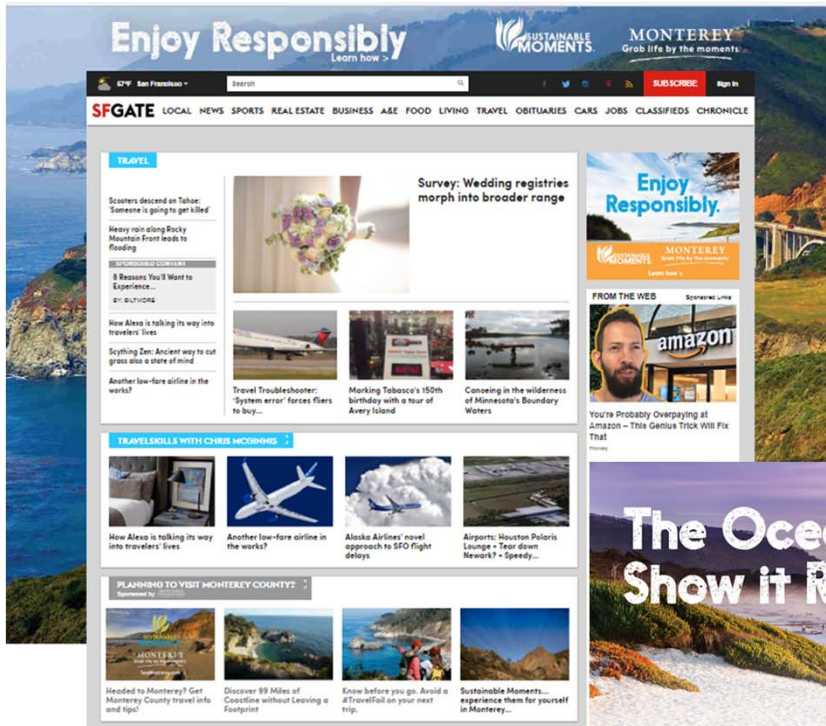 Enjoy Responsibly
Learn how >
SUSTAINABLE
MOMENTS.
MONTEREY
Grab life by the moments.
67°F San Francisco
Search
SUBSCRIBE
Sign In
SFGATE LOCAL NEWS SPORTS REAL ESTATE BUSINESS A&E FOOD LIVING TRAVEL OBITUARIES CARS JOBS CLASSIFIEDS CHRONICLE
TRAVEL
Scooters descend on Tahoe:
'Someone is going to get killed'
Heavy rain along Rocky
Mountain Front leads to
flooding
SPONSORED CONTENT
8 Reasons You'll Want to
Experience...
BY: BILTMORE
How Alexa is talking its way into
travelers' lives
Scything Zen: Ancient way to cut
grass also a state of mind
Another low-fare airline in the
works?
Survey: Wedding registries
morph into broader range
Travel Troubleshooter:
'System error' forces fliers
to buy...
Marking Tabasco's 150th
birthday with a tour of
Avery Island
Canoeing in the wilderness
of Minnesota's Boundary
Waters
Enjoy
Responsibly.
SUSTAINABLE
MOMENTS
MONTEREY
Grab life by the moments
Learn how >
FROM THE WEB
Sponsored Links
amazon
You're Probably Overpaying at
Amazon – This Genius Trick Will Fix
That
Honey
TRAVELSKILLS WITH CHRIS MCGINNIS
How Alexa is talking its way
into travelers' lives
Another low-fare airline in
the works?
Alaska Airlines' novel
approach to SFO flight
delays
Airports: Houston Polaris
Lounge + Tear down
Newark? + Speedy...
PLANNING TO VISIT MONTEREY COUNTY?
Sponsored by
SUSTAINABLE
MONTEREY
Headed to Monterey? Get
Monterey County travel info
and tips!
Discover 99 Miles of
Coastline without Leaving a
Footprint
Know before you go. Avoid a
#TravelFail on your next
trip.
Sustainable Moments...
experience them for yourself
in Monterey...
The Oce
Show it R